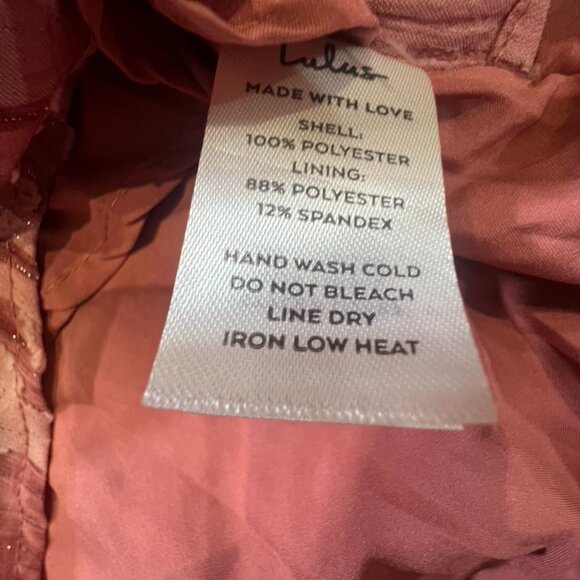 Lulus
MADE WITH LOVE
SHELL:
100% POLYESTER
LINING:
88% POLYESTER
12% SPANDEX
HAND WASH COLD
DO NOT BLEACH
LINE DRY
IRON LOW HEAT